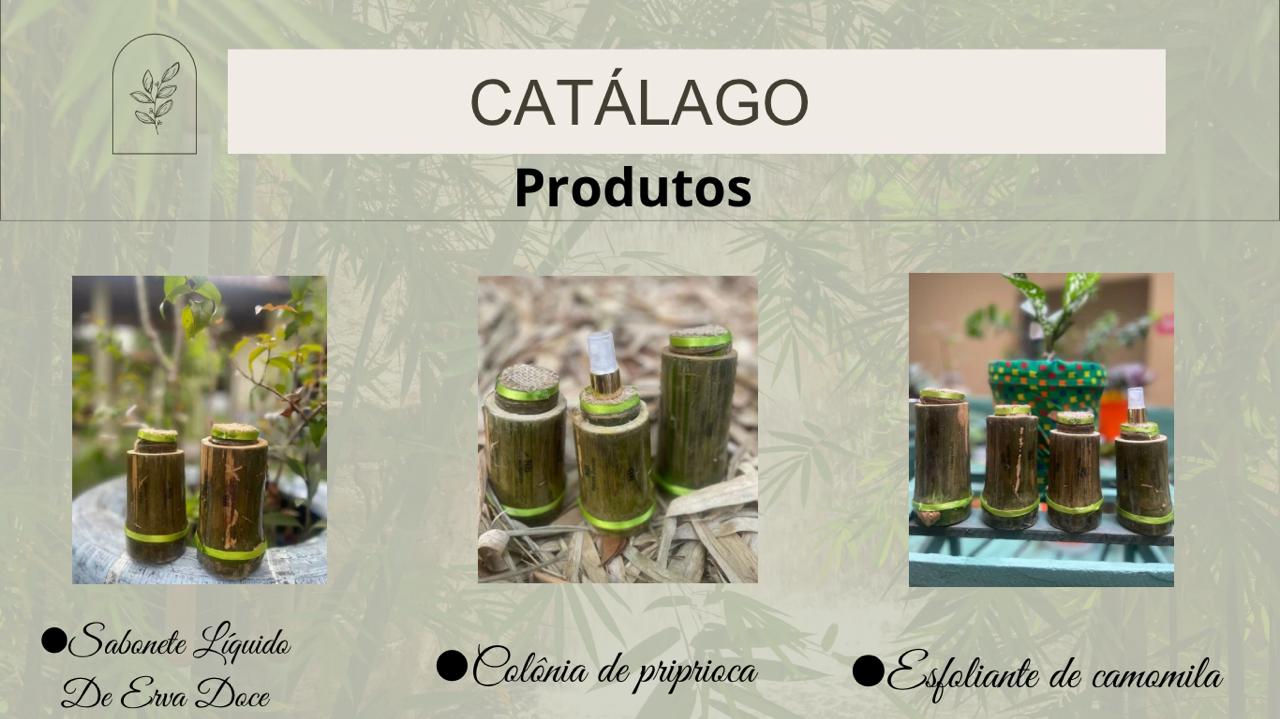 CATÁLAGO
Produtos
●Sabonete Líquido
De Erva Doce
●Colônia de priprioca
●Esfoliante de camomila